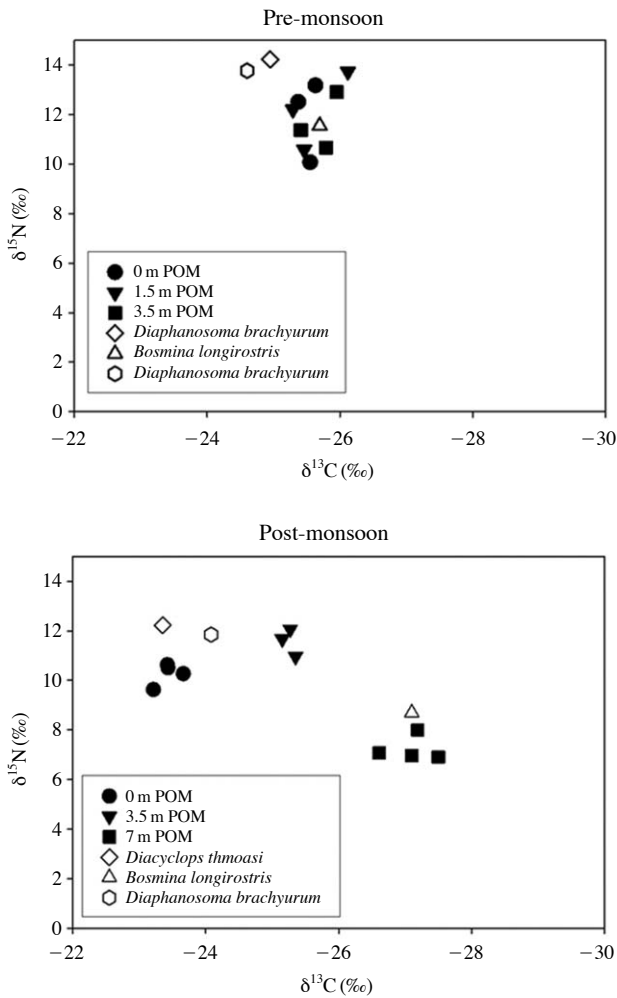 Pre-monsoon
14
12
10
8
6
4
2
0
δ¹⁵N (‰)
0 m POM
1.5 m POM
3.5 m POM
Diaphanosoma brachyurum
Bosmina longirostris
Diaphanosoma brachyurum
−22 −24 −26 −28 −30
δ¹³C (‰)
Post-monsoon
14
12
10
8
6
4
2
0
δ¹⁵N (‰)
0 m POM
3.5 m POM
7 m POM
Diacyclops thmoasi
Bosmina longirostris
Diaphanosoma brachyurum
−22 −24 −26 −28 −30
δ¹³C (‰)